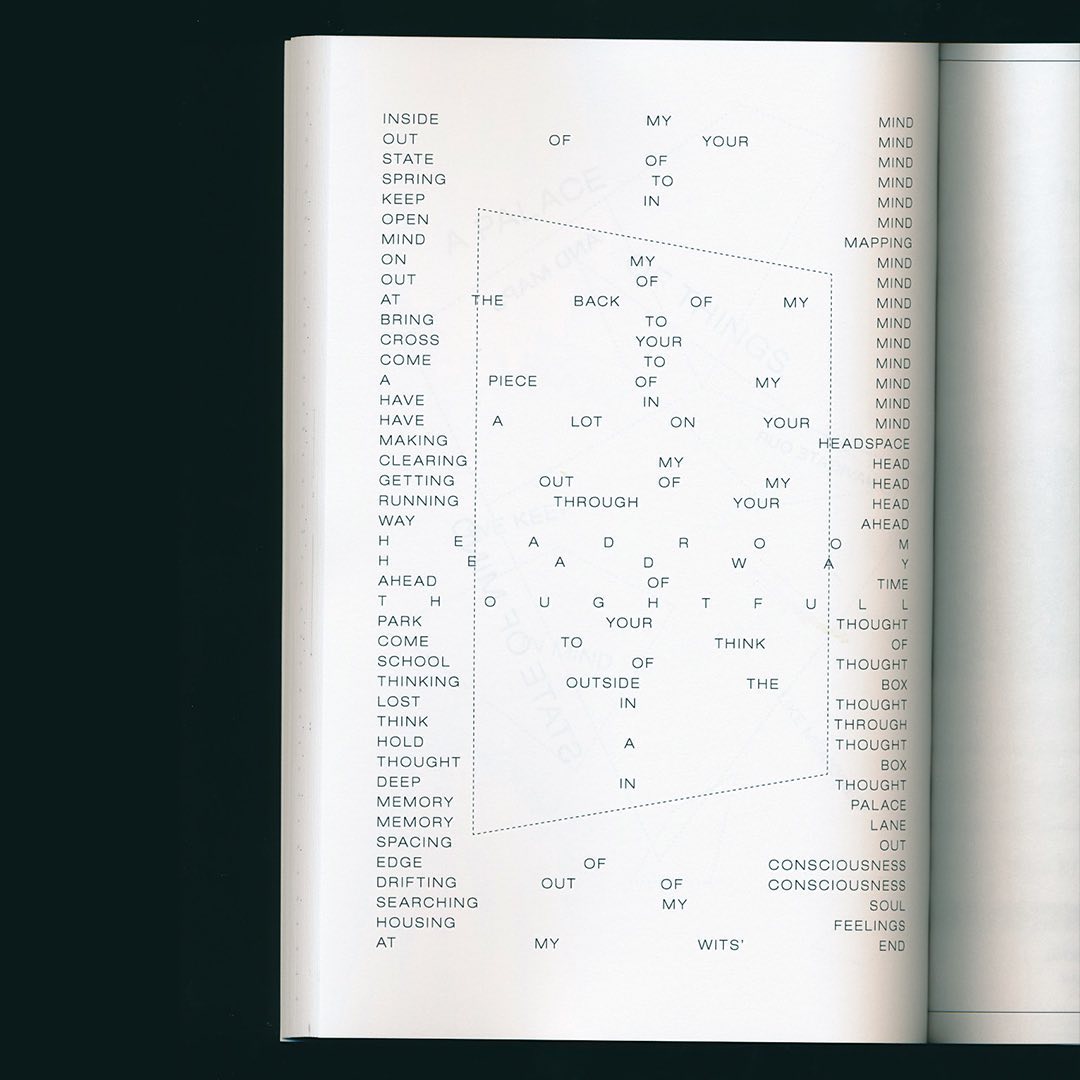 INSIDE MY MIND
OUT OF YOUR MIND
STATE OF MIND
SPRING TO MIND
KEEP IN MIND
OPEN MIND
MIND MAPPING
ON MY MIND
OUT OF MIND
AT THE BACK OF MY MIND
BRING TO MIND
CROSS YOUR MIND
COME TO MIND
A PIECE OF MY MIND
HAVE IN MIND
HAVE A LOT ON YOUR MIND
MAKING HEADSPACE
CLEARING MY HEAD
GETTING OUT OF MY HEAD
RUNNING THROUGH YOUR HEAD
WAY AHEAD
H E A D R O O M
H E A D W A Y
AHEAD OF TIME
T H O U G H T F U L L
PARK YOUR THOUGHT
COME TO THINK OF
SCHOOL OF THOUGHT
THINKING OUTSIDE THE BOX
LOST IN THOUGHT
THINK THROUGH
HOLD A THOUGHT
THOUGHT BOX
DEEP IN THOUGHT
MEMORY PALACE
MEMORY LANE
SPACING OUT
EDGE OF CONSCIOUSNESS
DRIFTING OUT OF CONSCIOUSNESS
SEARCHING MY SOUL
HOUSING FEELINGS
AT MY WITS' END